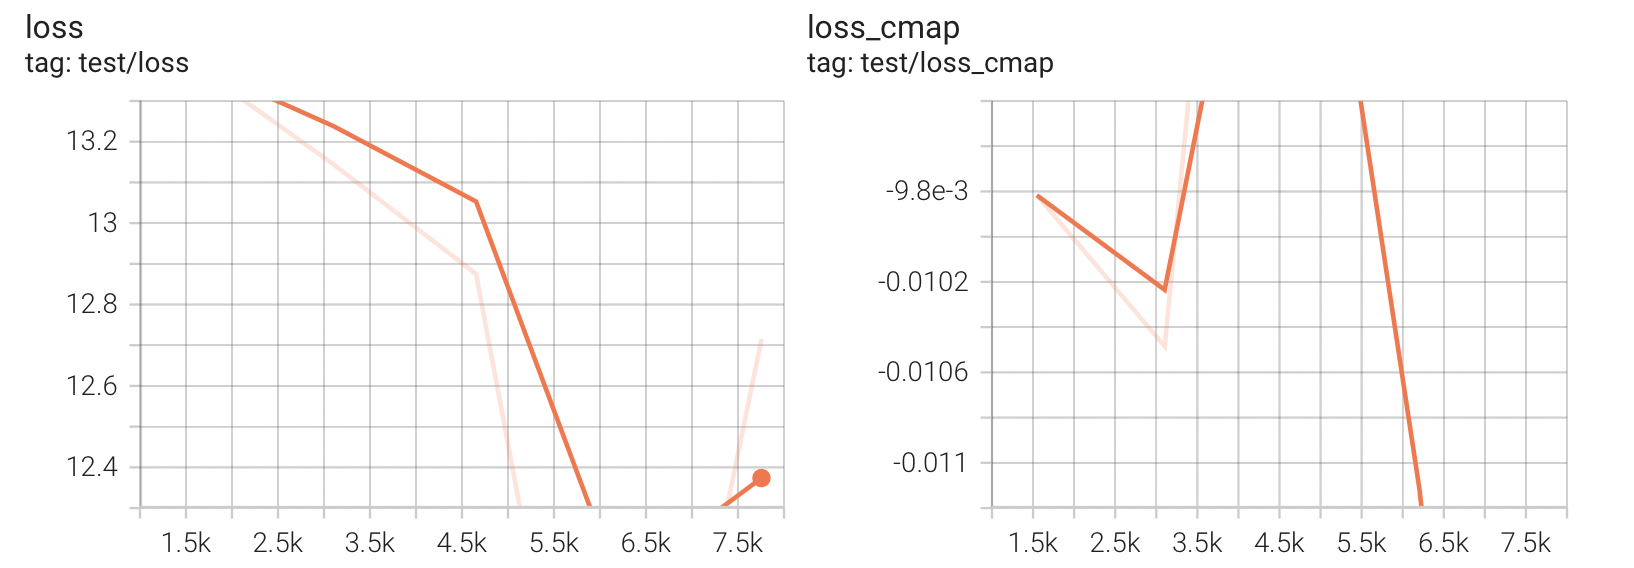 loss
tag: test/loss
13.2
13
12.8
12.6
12.4
1.5k 2.5k 3.5k 4.5k 5.5k 6.5k 7.5k
loss_cmap
tag: test/loss_cmap
-9.8e-3
-0.0102
-0.0106
-0.011
1.5k 2.5k 3.5k 4.5k 5.5k 6.5k 7.5k